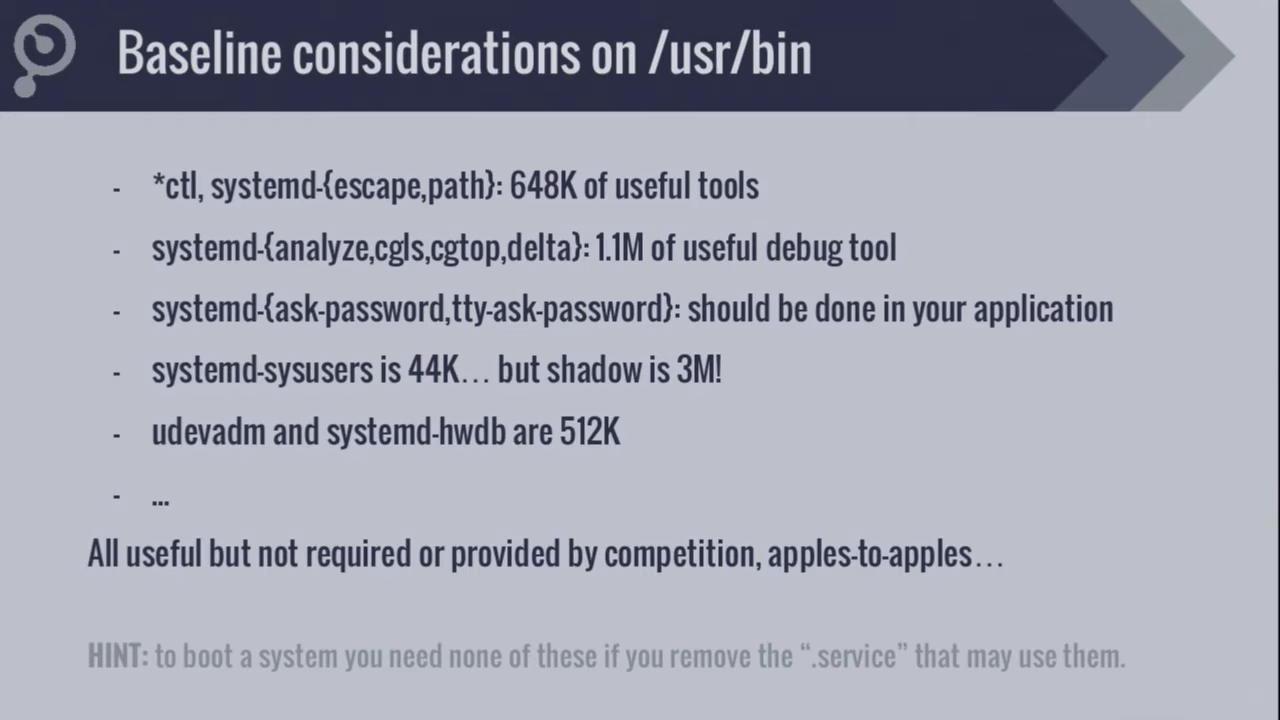 Baseline considerations on /usr/bin
- *ctl, systemd-{escape,path}: 648K of useful tools
- systemd-{analyze,cgls,cgtop,delta}: 1.1M of useful debug tool
- systemd-{ask-password,tty-ask-password}: should be done in your application
- systemd-sysusers is 44K… but shadow is 3M!
- udevadm and systemd-hwdb are 512K
- ...
All useful but not required or provided by competition, apples-to-apples…
HINT: to boot a system you need none of these if you remove the “.service” that may use them.